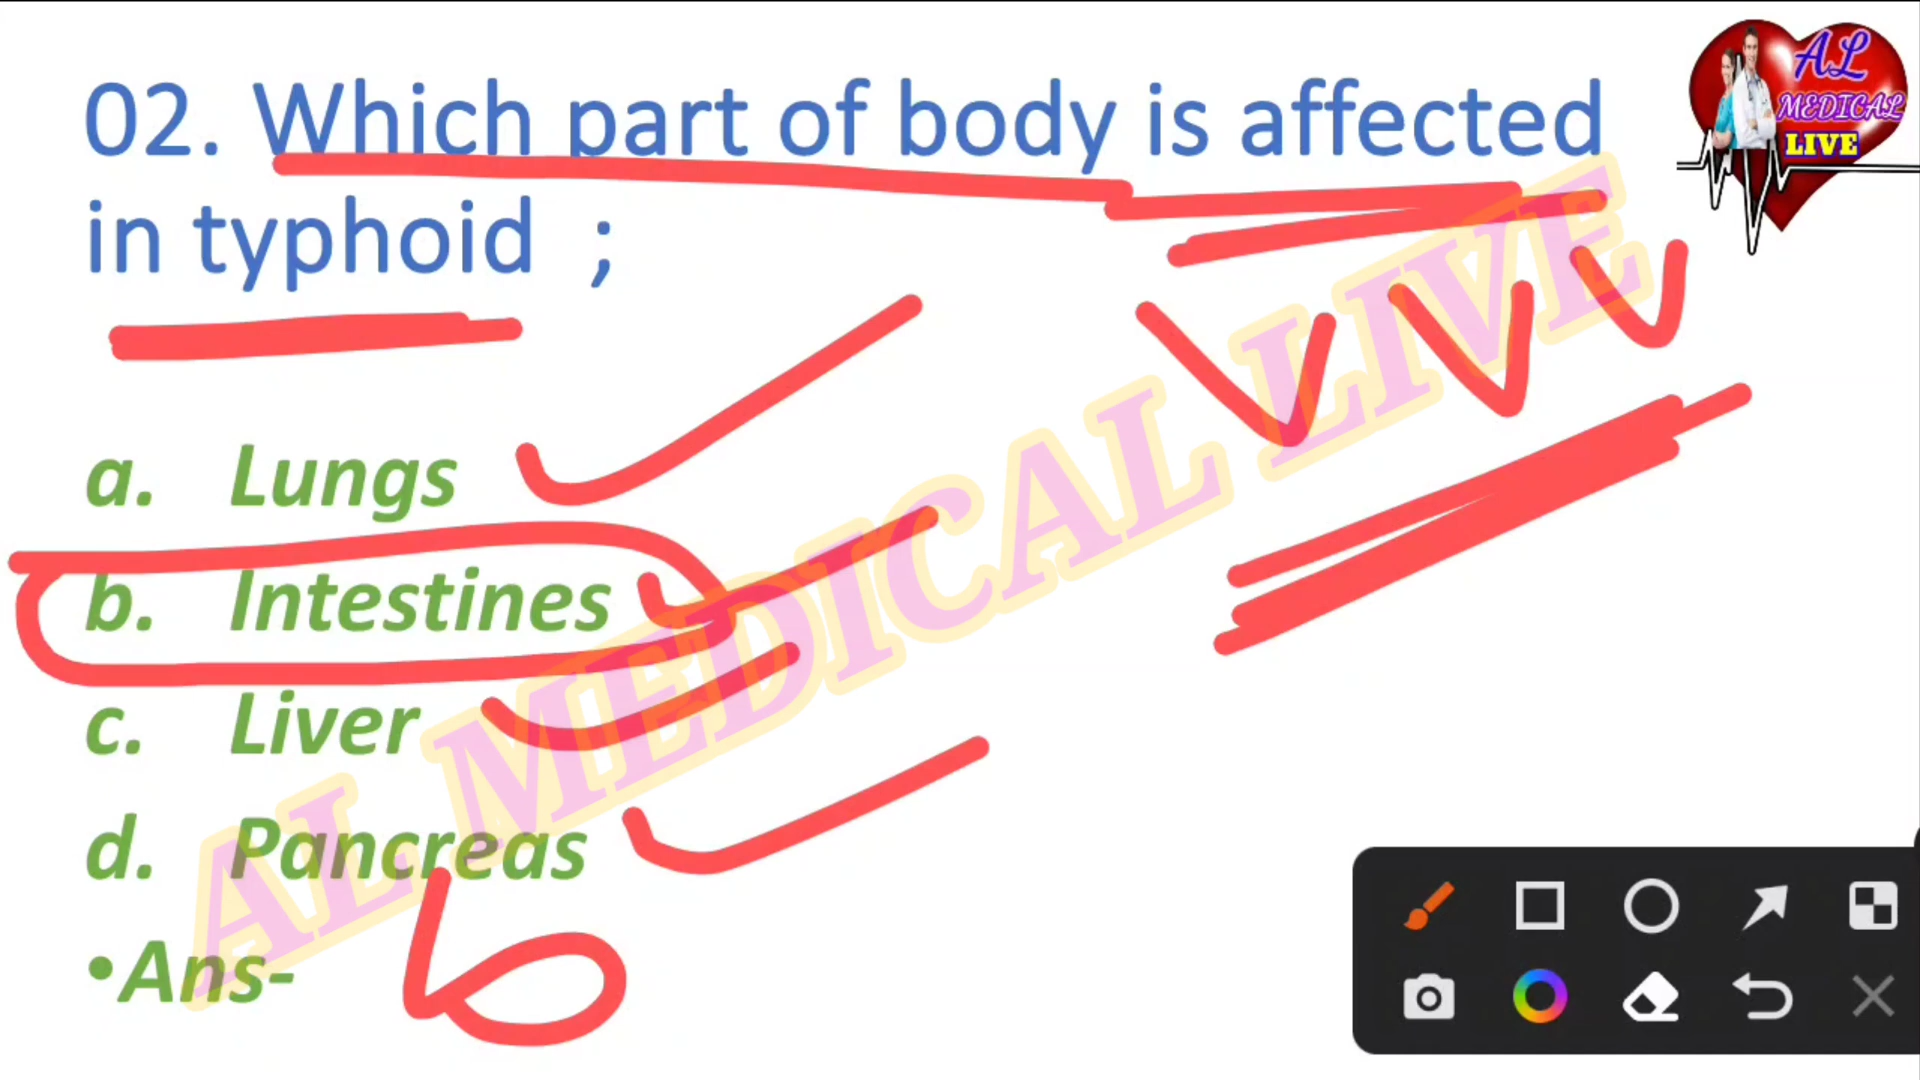 02. Which part of body is affected
in typhoid ;
a. Lungs
b. Intestines
c. Liver
d. Pancreas
•Ans- b
AL MEDICAL LIVE
AL
MEDICAL
LIVE